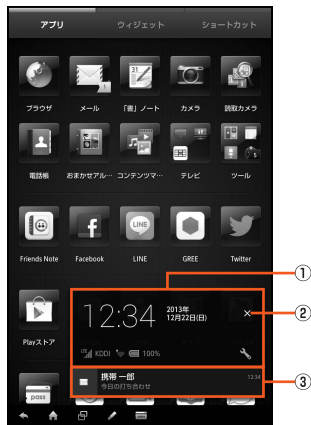 アプリ ウィジェット ショートカット
31
1
ブラウザ メール 「書」ノート カメラ 読取カメラ
電話帳 おまかせアル… コンテンツマ… テレビ ツール
LINE
Friends Note Facebook LINE GREE Twitter
①
12:34 2013年
12月22日(日) × ②
Playストア
LTE KDDI 100%
携帯 一郎 12:34 ③
今日の打ち合わせ
pass